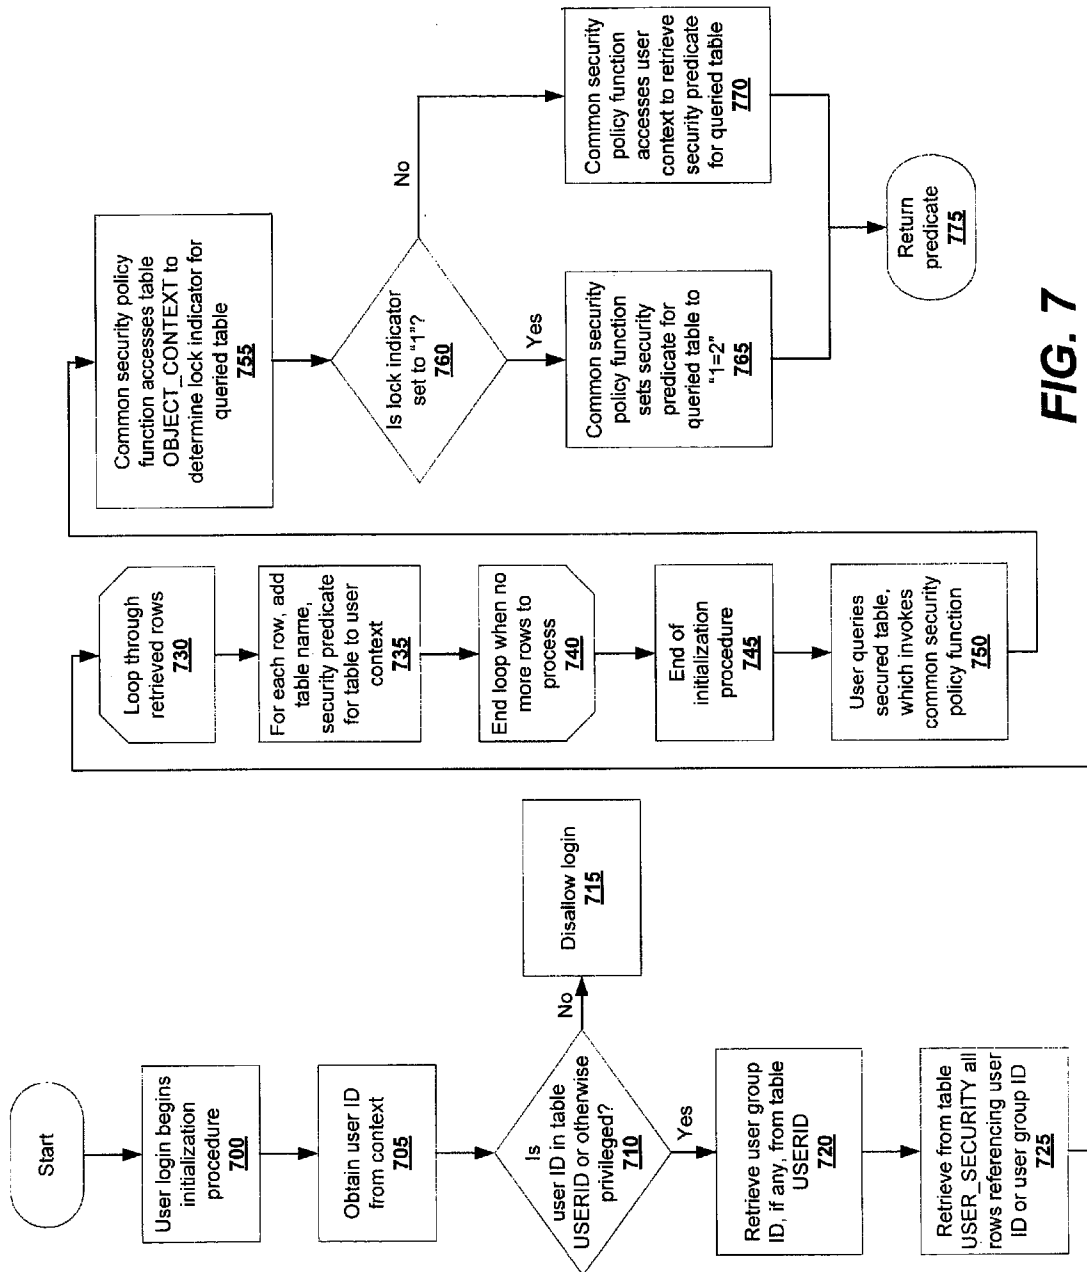 Start
User login begins
initialization
procedure
700
Obtain user ID
from context
705
Is
user ID in table
USERID or otherwise
privileged?
710
No
Disallow login
715
Yes
Retrieve user group
ID, if any, from table
USERID
720
Retrieve from table
USER_SECURITY all
rows referencing user
ID or user group ID
725
Loop through
retrieved rows
730
For each row, add
table name,
security predicate
for table to user
context
735
End loop when no
more rows to
process
740
End of
initialization
procedure
745
User queries
secured table,
which invokes
common security
policy function
750
Common security policy
function accesses table
OBJECT_CONTEXT to
determine lock indicator for
queried table
755
Is lock indicator
set to “1”?
760
No
Yes
Common security
policy function
sets security
predicate for
queried table to
“1=2”
765
Common security
policy function
accesses user
context to retrieve
security predicate
for queried table
770
Return
predicate
775
FIG. 7